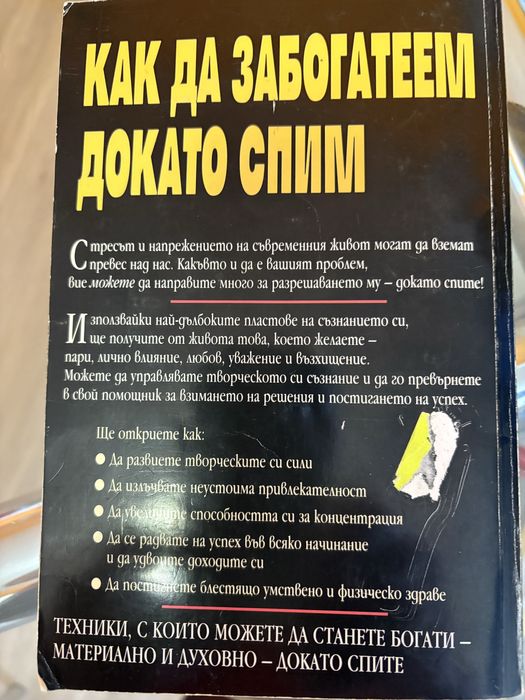 КАК ДА ЗАБОГАТЕЕМ
ДОКАТО СПИМ
Стресът и напрежението на съвременния живот могат да вземат
превес над нас. Какъвто и да е вашият проблем,
вие можете да направите много за разрешаването му – докато спите!
Използвайки най-дълбоките пластове на съзнанието си,
ще получите от живота това, което желаете –
пари, лично влияние, любов, уважение и възхищение.
Можете да управлявате творческото си съзнание и да го превърнете
в свой помощник за взимането на решения и постигането на успех.
Ще откриете как:
● Да развиете творческите си сили
● Да излъчвате неустоима привлекателност
● Да увеличите способността си за концентрация
● Да се радвате на успех във всяко начинание
и да удвоите доходите си
● Да постигнете блестящо умствено и физическо здраве
ТЕХНИКИ, С КОИТО МОЖЕТЕ ДА СТАНЕТЕ БОГАТИ –
МАТЕРИАЛНО И ДУХОВНО – ДОКАТО СПИТЕ